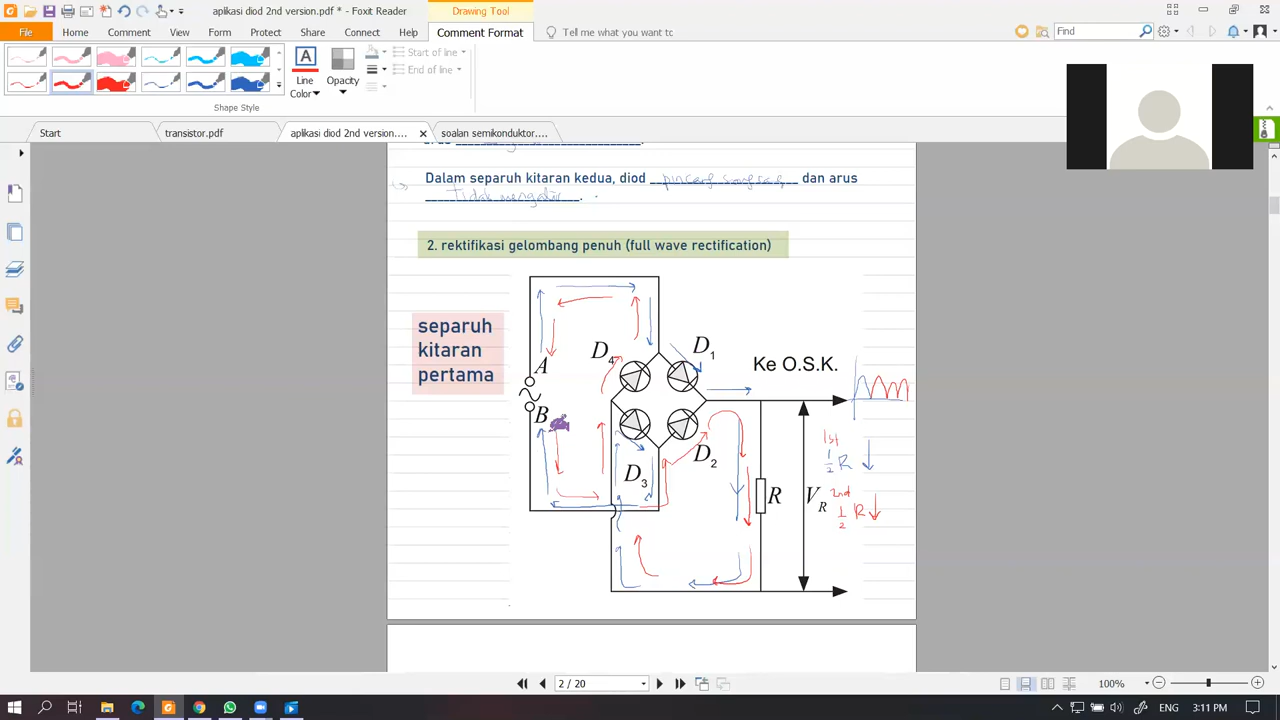 aplikasi diod 2nd version.pdf * - Foxit Reader
Drawing Tool
File
Home
Comment
View
Form
Protect
Share
Help
Comment Format
Tell me what you want tc
Find
Line Color
Opacity
Start of line
End of line
Shape Style
Start
transistor.pdf
aplikasi diod 2nd version....
soalan semikonduktor....
Dalam separuh kitaran kedua, diod pincang songsang dan arus
tidak mengalir.
2. rektifikasi gelombang penuh (full wave rectification)
separuh
kitaran
pertama
A
B
D4
D1
D3
D2
Ke O.S.K.
R
VR
1st
1/2 R ↓
2nd
1/2 R ↓
2 / 20
100%
ENG
3:11 PM